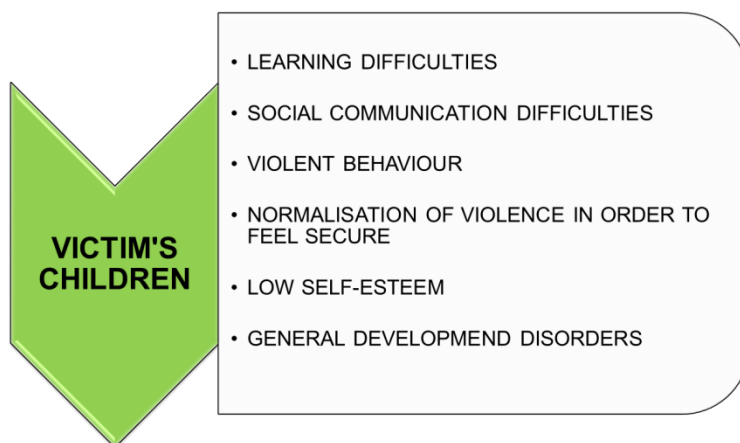 VICTIM'S
CHILDREN
• LEARNING DIFFICULTIES
• SOCIAL COMMUNICATION DIFFICULTIES
• VIOLENT BEHAVIOUR
• NORMALISATION OF VIOLENCE IN ORDER TO
FEEL SECURE
• LOW SELF-ESTEEM
• GENERAL DEVELOPMEND DISORDERS